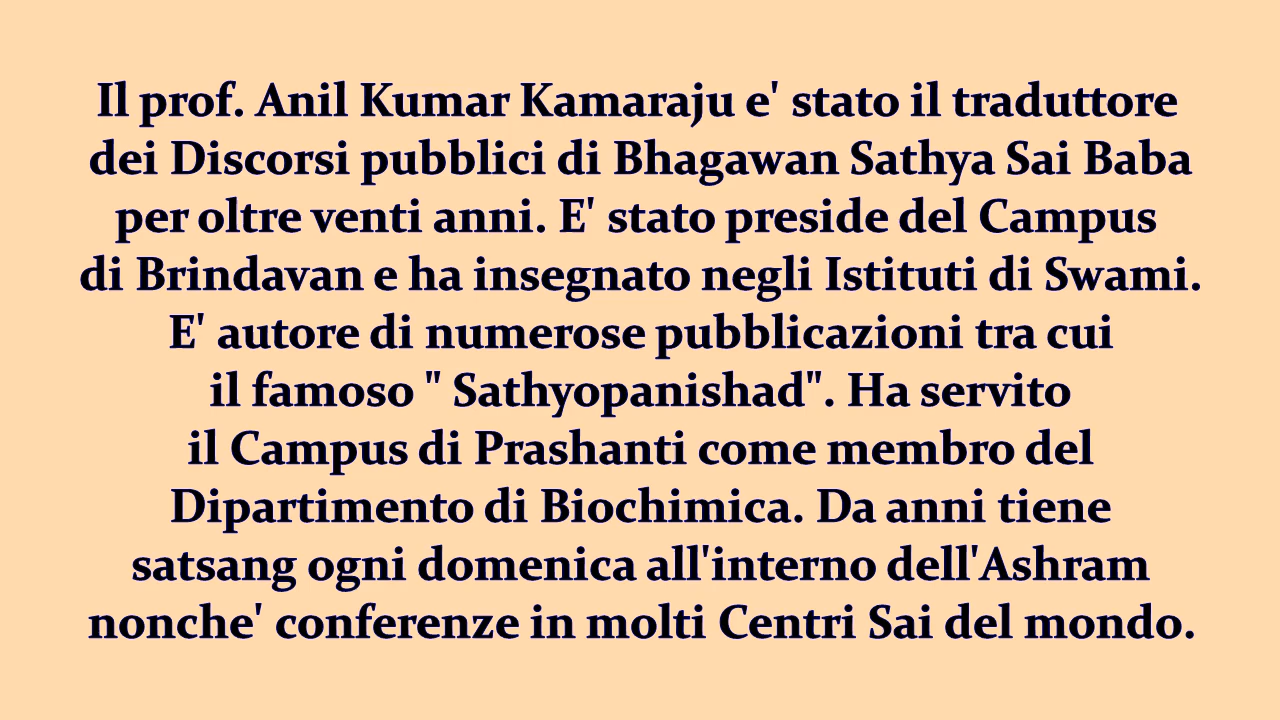 Il prof. Anil Kumar Kamaraju e' stato il traduttore
dei Discorsi pubblici di Bhagawan Sathya Sai Baba
per oltre venti anni. E' stato preside del Campus
di Brindavan e ha insegnato negli Istituti di Swami.
E' autore di numerose pubblicazioni tra cui
il famoso " Sathyopanishad". Ha servito
il Campus di Prashanti come membro del
Dipartimento di Biochimica. Da anni tiene
satsang ogni domenica all'interno dell'Ashram
nonche' conferenze in molti Centri Sai del mondo.